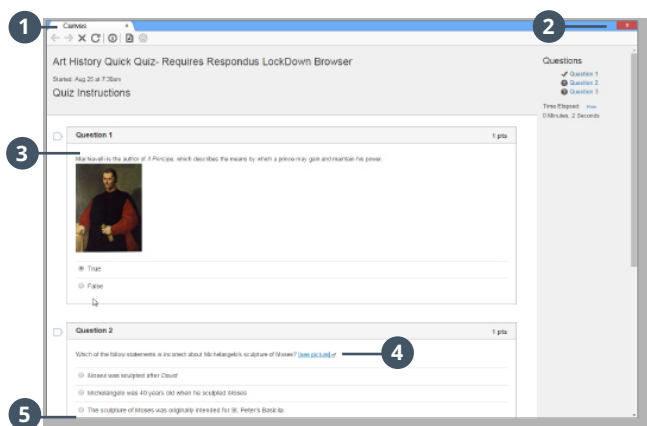 1
Canvas
2
Art History Quick Quiz- Requires Respondus LockDown Browser
Started: Aug 25 at 7:38am
Quiz Instructions
Questions
Question 1
Question 2
Question 3
Time Elapsed: Hide
0 Minutes, 2 Seconds
Question 1
1 pts
3
Machiavelli is the author of Il Principe, which describes the means by which a prince may gain and maintain his power.
True
False
Question 2
1 pts
Which of the follow statements is incorrect about Michelangelo's sculpture of Moses? [see picture]
4
Moses was sculpted after David
Michelangelo was 40 years old when he sculpted Moses
The sculpture of Moses was originally intended for St. Peter's Basicila
5